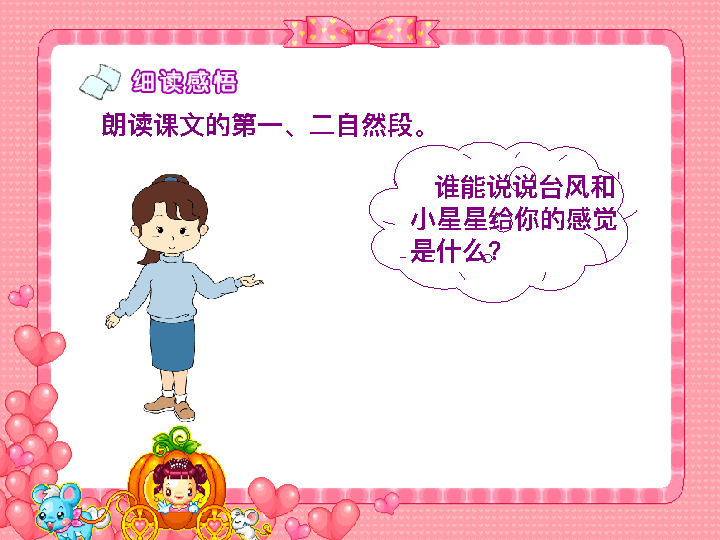 细读感悟
朗读课文的第一、二自然段。
谁能说说台风和
小星星给你的感觉
是什么？